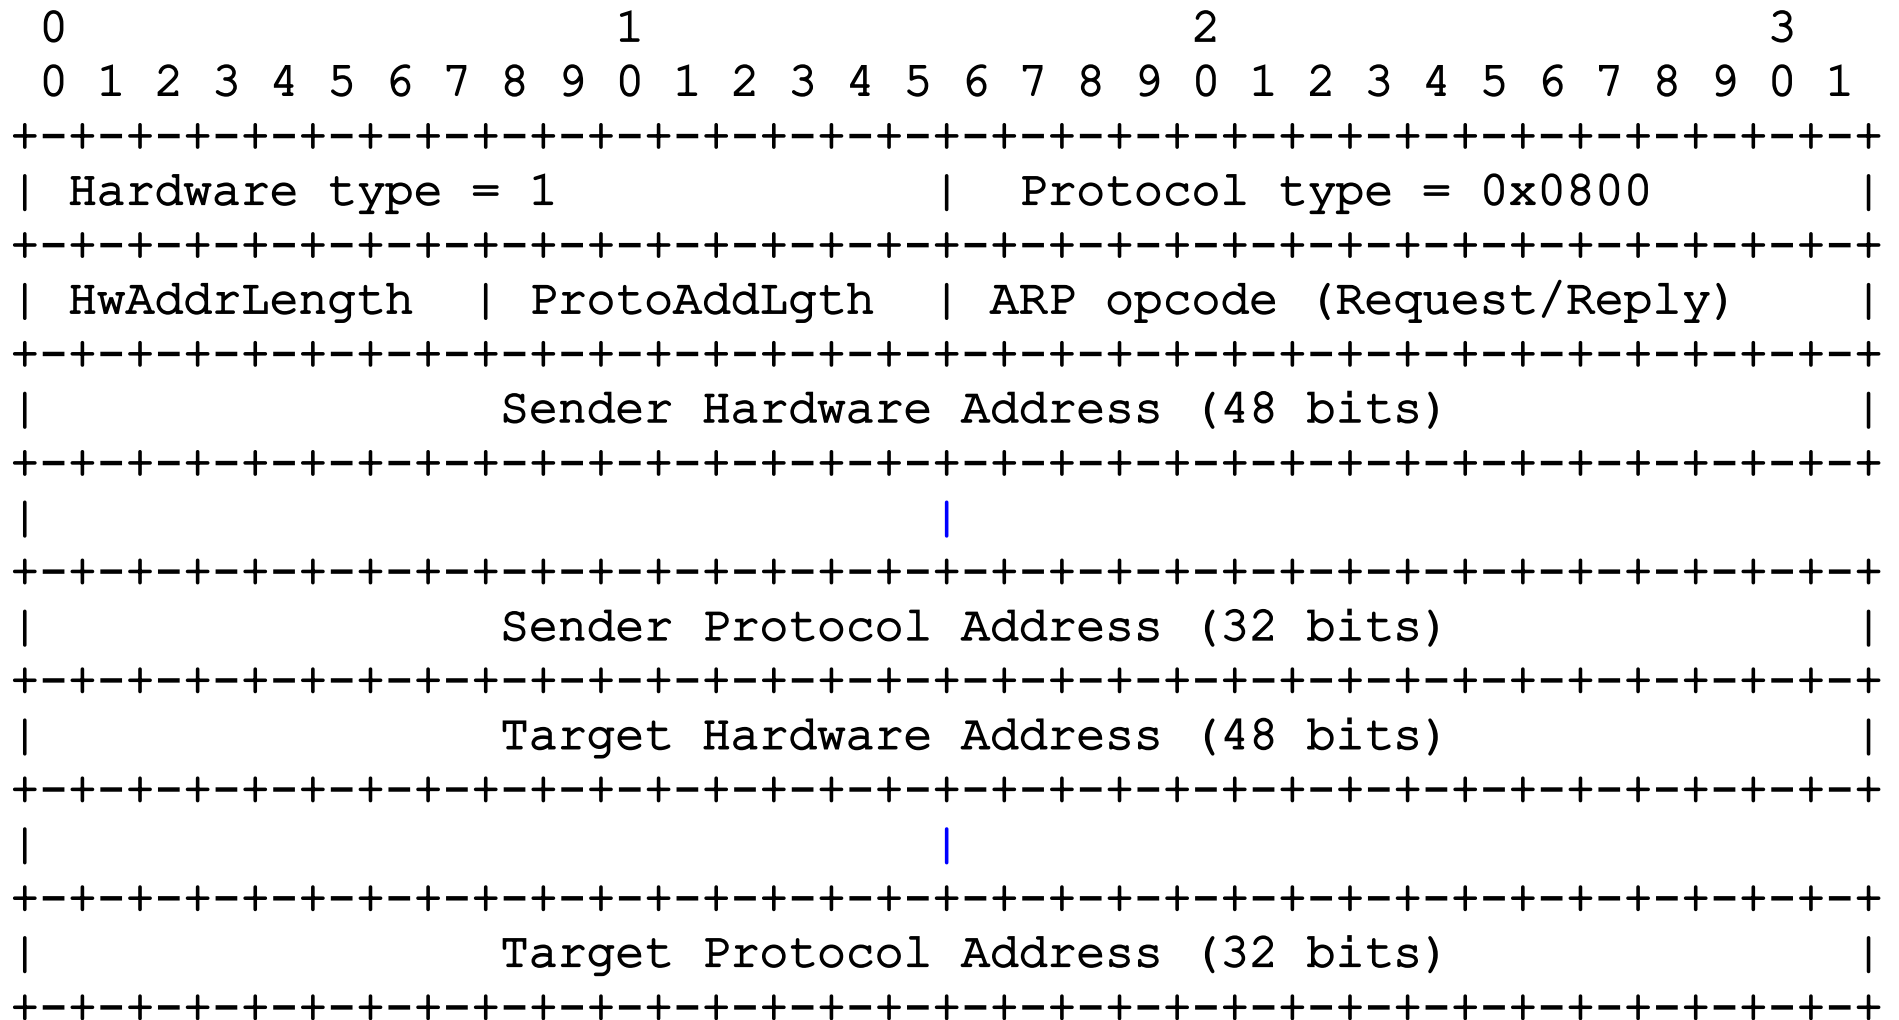 0                   1                   2                   3
0 1 2 3 4 5 6 7 8 9 0 1 2 3 4 5 6 7 8 9 0 1 2 3 4 5 6 7 8 9 0 1
+-+-+-+-+-+-+-+-+-+-+-+-+-+-+-+-+-+-+-+-+-+-+-+-+-+-+-+-+-+-+-+-+
| Hardware type = 1             |  Protocol type = 0x0800       |
+-+-+-+-+-+-+-+-+-+-+-+-+-+-+-+-+-+-+-+-+-+-+-+-+-+-+-+-+-+-+-+-+
| HwAddrLength  | ProtoAddLgth  | ARP opcode (Request/Reply)    |
+-+-+-+-+-+-+-+-+-+-+-+-+-+-+-+-+-+-+-+-+-+-+-+-+-+-+-+-+-+-+-+-+
|                Sender Hardware Address (48 bits)              |
+-+-+-+-+-+-+-+-+-+-+-+-+-+-+-+-+-+-+-+-+-+-+-+-+-+-+-+-+-+-+-+-+
|                               |
+-+-+-+-+-+-+-+-+-+-+-+-+-+-+-+-+-+-+-+-+-+-+-+-+-+-+-+-+-+-+-+-+
|                Sender Protocol Address (32 bits)              |
+-+-+-+-+-+-+-+-+-+-+-+-+-+-+-+-+-+-+-+-+-+-+-+-+-+-+-+-+-+-+-+-+
|                Target Hardware Address (48 bits)              |
+-+-+-+-+-+-+-+-+-+-+-+-+-+-+-+-+-+-+-+-+-+-+-+-+-+-+-+-+-+-+-+-+
|                               |
+-+-+-+-+-+-+-+-+-+-+-+-+-+-+-+-+-+-+-+-+-+-+-+-+-+-+-+-+-+-+-+-+
|                Target Protocol Address (32 bits)              |
+-+-+-+-+-+-+-+-+-+-+-+-+-+-+-+-+-+-+-+-+-+-+-+-+-+-+-+-+-+-+-+-+